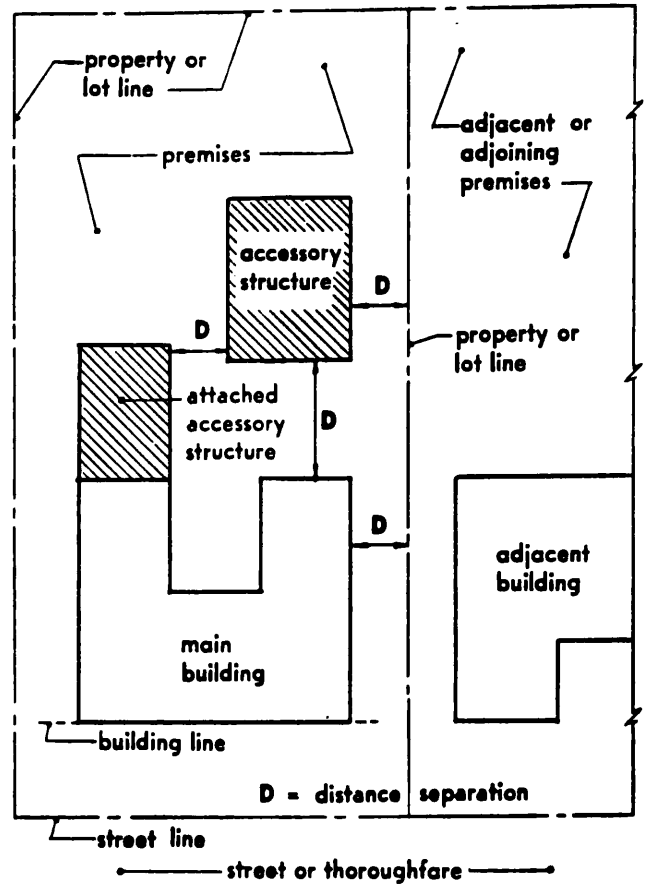 property or
lot line
premises
adjacent or
adjoining
premises
accessory
structure
D
D
property or
lot line
attached
accessory
structure
D
D
adjacent
building
main
building
building line
D = distance separation
street line
street or thoroughfare